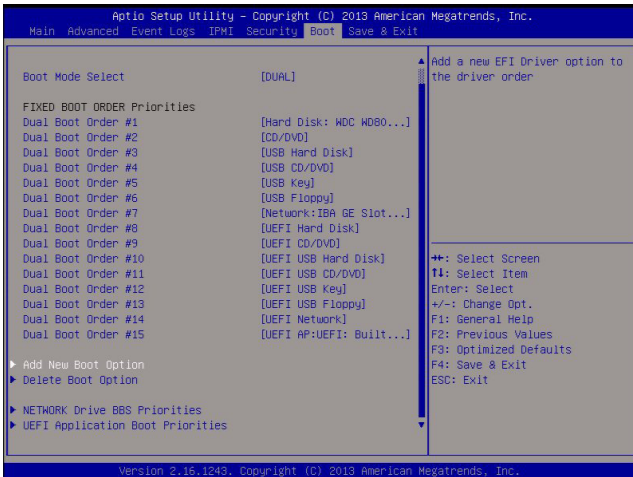 Aptio Setup Utility – Copyright (C) 2013 American Megatrends, Inc.
Main Advanced Event Logs IPMI Security Boot Save & Exit
Boot Mode Select [DUAL]
FIXED BOOT ORDER Priorities
Dual Boot Order #1 [Hard Disk: WDC WD80...]
Dual Boot Order #2 [CD/DVD]
Dual Boot Order #3 [USB Hard Disk]
Dual Boot Order #4 [USB CD/DVD]
Dual Boot Order #5 [USB Key]
Dual Boot Order #6 [USB Floppy]
Dual Boot Order #7 [Network:IBA GE Slot...]
Dual Boot Order #8 [UEFI Hard Disk]
Dual Boot Order #9 [UEFI CD/DVD]
Dual Boot Order #10 [UEFI USB Hard Disk]
Dual Boot Order #11 [UEFI USB CD/DVD]
Dual Boot Order #12 [UEFI USB Key]
Dual Boot Order #13 [UEFI USB Floppy]
Dual Boot Order #14 [UEFI Network]
Dual Boot Order #15 [UEFI AP:UEFI: Built...]
Add New Boot Option
Delete Boot Option
NETWORK Drive BBS Priorities
UEFI Application Boot Priorities
Add a new EFI Driver option to
the driver order
→←: Select Screen
↑↓: Select Item
Enter: Select
+/-: Change Opt.
F1: General Help
F2: Previous Values
F3: Optimized Defaults
F4: Save & Exit
ESC: Exit
Version 2.16.1243. Copyright (C) 2013 American Megatrends, Inc.